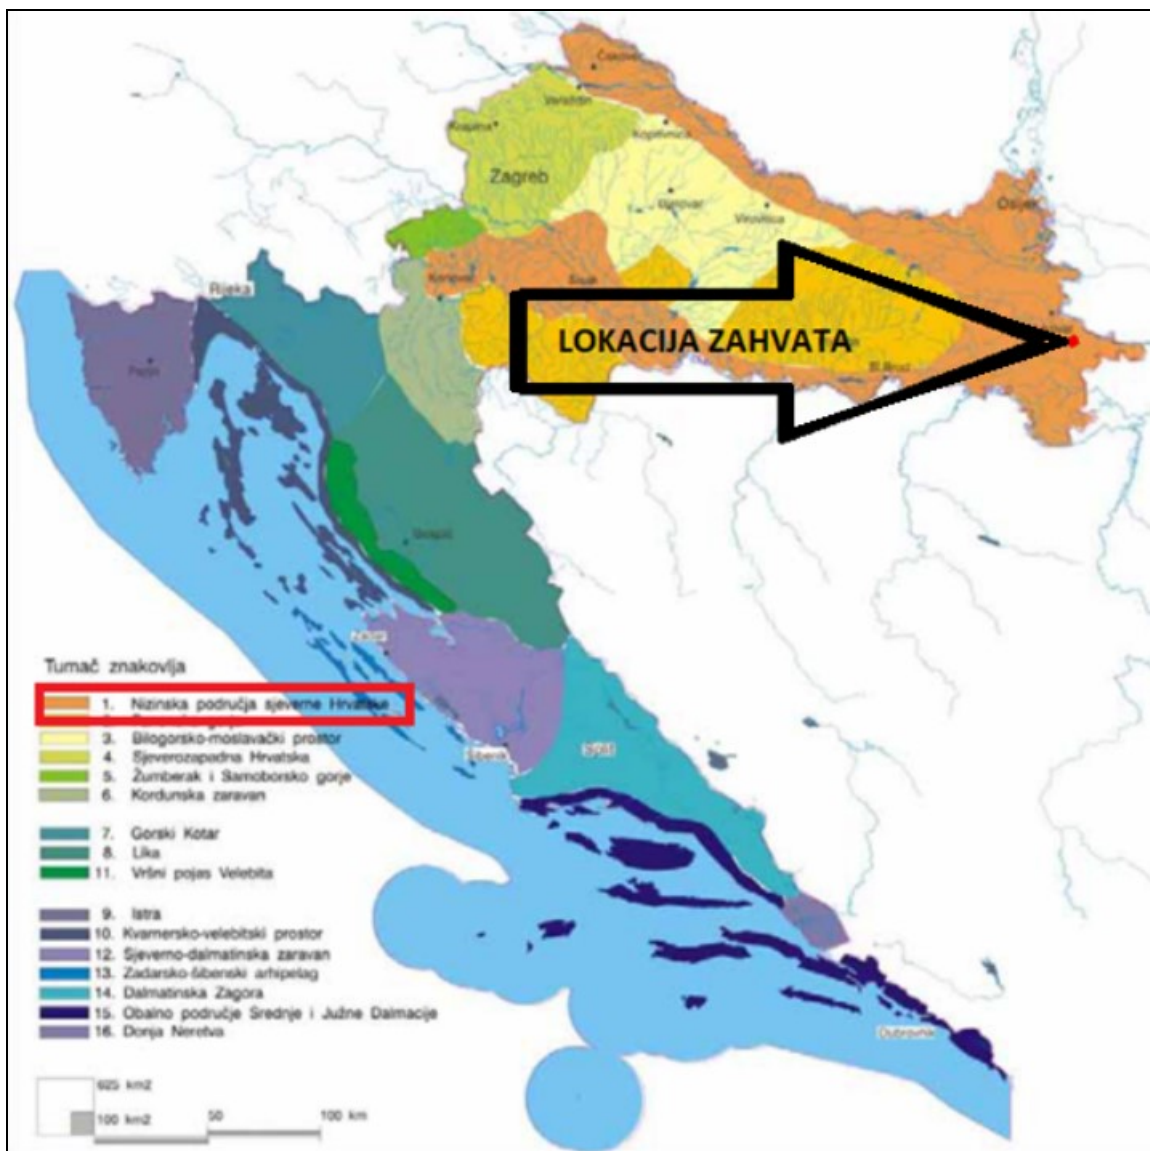 Čakovec
Varaždin
Krapina
Koprivnica
Zagreb
Bjelovar
Virovitica
Osijek
Karlovac
Sisak
Rijeka
LOKACIJA ZAHVATA
Sl.Brod
Pazin
Gospić
Zadar
Šibenik
Split
Dubrovnik
Tumač znakovlja
1. Nizinska područja sjeverne Hrvatske
3. Bilogorsko-moslavački prostor
4. Sjeverozapadna Hrvatska
5. Žumberak i Samoborsko gorje
6. Kordunska zaravan
7. Gorski Kotar
8. Lika
11. Vršni pojas Velebita
9. Istra
10. Kvarnersko-velebitski prostor
12. Sjeverno-dalmatinska zaravan
13. Zadarsko-šibenski arhipelag
14. Dalmatinska Zagora
15. Obalno područje Srednje i Južne Dalmacije
16. Donja Neretva
625 km2
100 km2
50
100 km